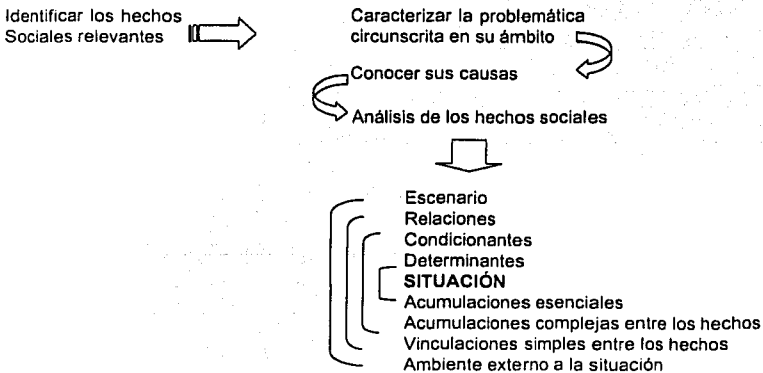 Identificar los hechos
Sociales relevantes
Caracterizar la problemática
circunscrita en su ámbito
Conocer sus causas
Análisis de los hechos sociales
Escenario
Relaciones
Condicionantes
Determinantes
SITUACIÓN
Acumulaciones esenciales
Acumulaciones complejas entre los hechos
Vinculaciones simples entre los hechos
Ambiente externo a la situación